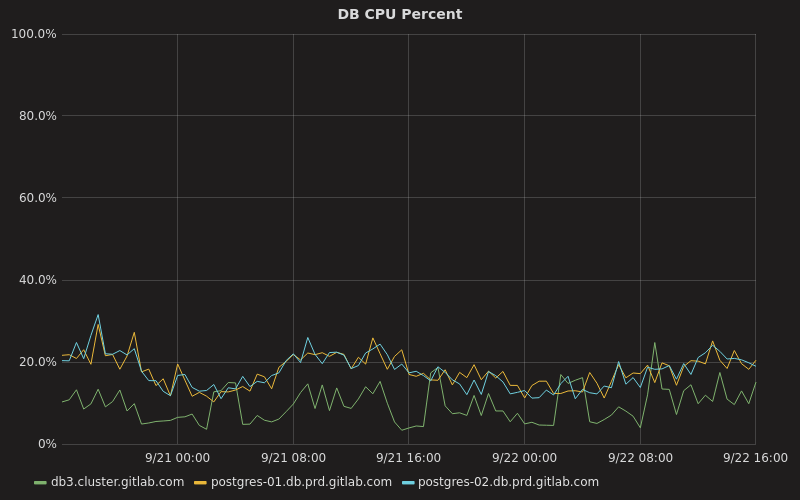 DB CPU Percent
100.0%
80.0%
60.0%
40.0%
20.0%
0%
9/21 00:00 9/21 08:00 9/21 16:00 9/22 00:00 9/22 08:00 9/22 16:00
db3.cluster.gitlab.com postgres-01.db.prd.gitlab.com postgres-02.db.prd.gitlab.com